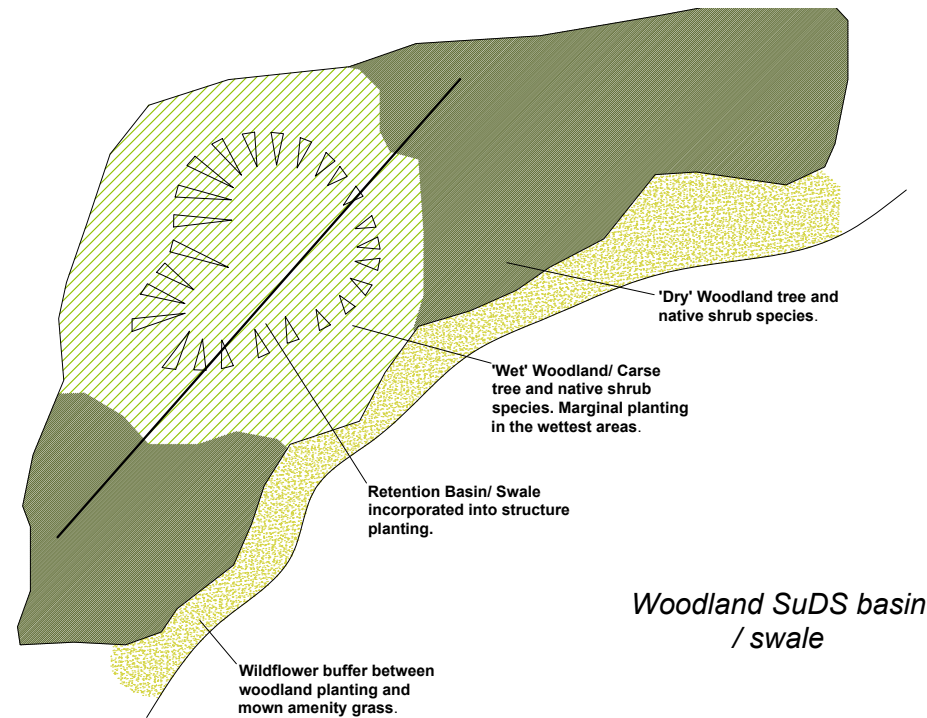 'Dry' Woodland tree and
native shrub species.
'Wet' Woodland/ Carse
tree and native shrub
species. Marginal planting
in the wettest areas.
Retention Basin/ Swale
incorporated into structure
planting.
Woodland SuDS basin
/ swale
Wildflower buffer between
woodland planting and
mown amenity grass.